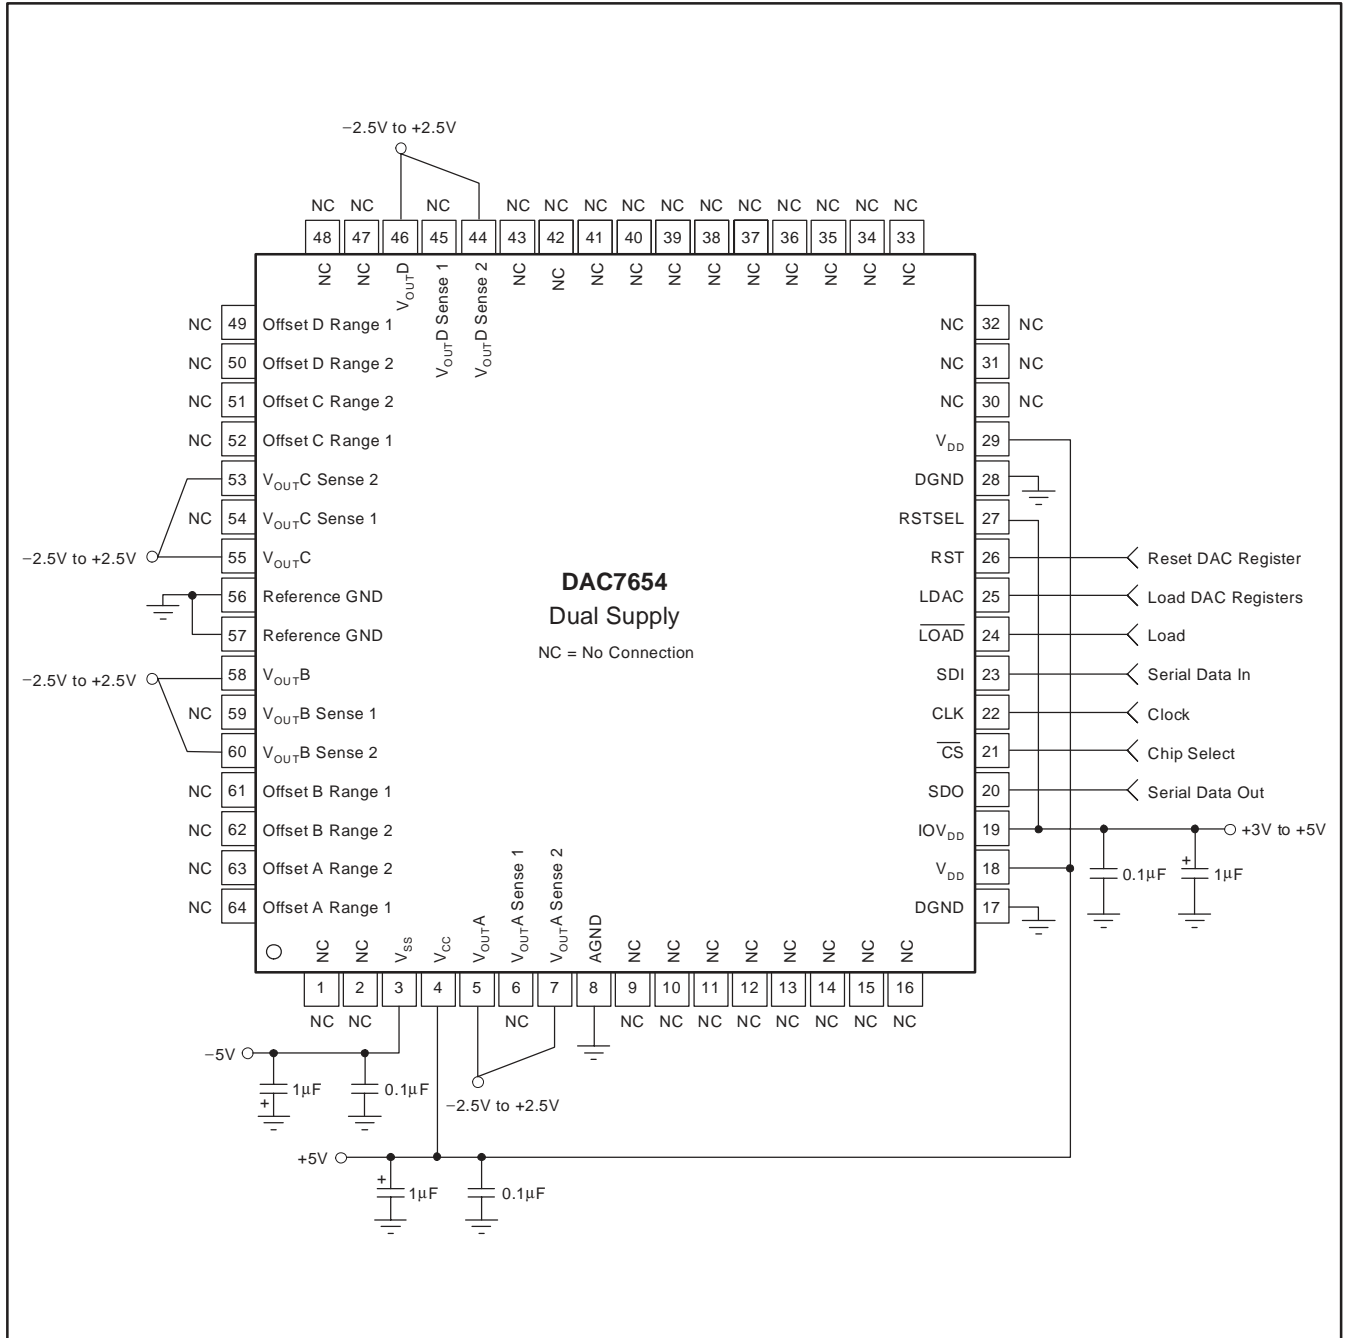 −2.5V to +2.5V
NC NC NC NC NC NC NC NC NC NC NC NC NC NC
48 47 46 45 44 43 42 41 40 39 38 37 36 35 34 33
NC NC VOUTD VOUTD Sense 1 VOUTD Sense 2 NC NC NC NC NC NC NC NC NC NC NC
NC 49 Offset D Range 1
NC 50 Offset D Range 2
NC 51 Offset C Range 2
NC 52 Offset C Range 1
53 VOUTC Sense 2
NC 54 VOUTC Sense 1
−2.5V to +2.5V 55 VOUTC
56 Reference GND
57 Reference GND
−2.5V to +2.5V 58 VOUTB
NC 59 VOUTB Sense 1
60 VOUTB Sense 2
NC 61 Offset B Range 1
NC 62 Offset B Range 2
NC 63 Offset A Range 2
NC 64 Offset A Range 1
DAC7654
Dual Supply
NC = No Connection
NC 32 NC
NC 31 NC
NC 30 NC
VDD 29
DGND 28
RSTSEL 27
RST 26 Reset DAC Register
LDAC 25 Load DAC Registers
LOAD 24 Load
SDI 23 Serial Data In
CLK 22 Clock
CS 21 Chip Select
SDO 20 Serial Data Out
IOVDD 19 +3V to +5V
VDD 18 0.1µF + 1µF
DGND 17
NC NC VSS VCC VOUTA VOUTA Sense 1 VOUTA Sense 2 AGND NC NC NC NC NC NC NC NC
1 2 3 4 5 6 7 8 9 10 11 12 13 14 15 16
NC NC NC NC NC NC NC NC NC NC NC
−5V
1µF + 0.1µF
−2.5V to +2.5V
+5V
+ 1µF 0.1µF